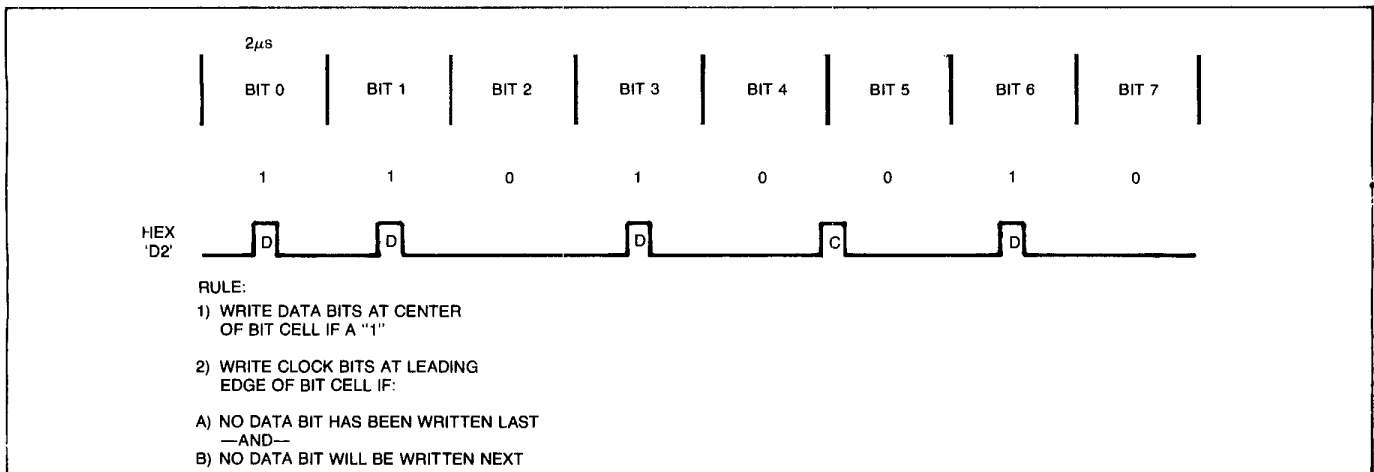 2μs
BIT 0 BIT 1 BIT 2 BIT 3 BIT 4 BIT 5 BIT 6 BIT 7
1 1 0 1 0 0 1 0
HEX
'D2'
D D D C D
RULE:
1) WRITE DATA BITS AT CENTER
OF BIT CELL IF A "1"
2) WRITE CLOCK BITS AT LEADING
EDGE OF BIT CELL IF:
A) NO DATA BIT HAS BEEN WRITTEN LAST
—AND—
B) NO DATA BIT WILL BE WRITTEN NEXT